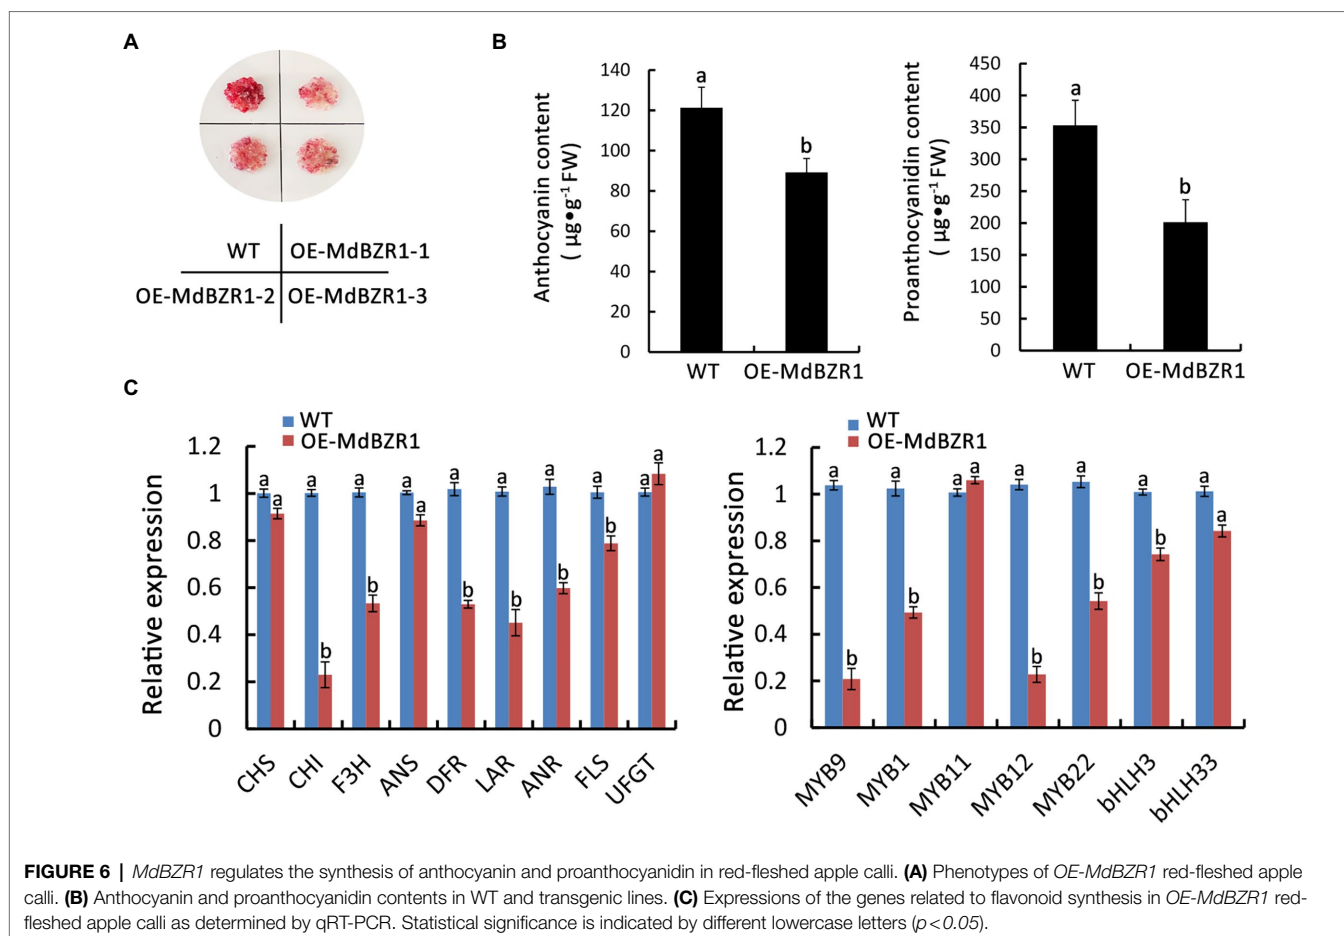 A
WT
OE-MdBZR1-1
OE-MdBZR1-2
OE-MdBZR1-3
B
Anthocyanin content
( µg•g-1 FW)
140
120
100
80
60
40
20
0
a
b
WT
OE-MdBZR1
Proanthocyanidin content
( µg•g-1 FW)
450
400
350
300
250
200
150
100
50
0
a
b
WT
OE-MdBZR1
C
WT
OE-MdBZR1
Relative expression
1.2
1
0.8
0.6
0.4
0.2
0
a a a b a b a a a b a b a b a b a a
CHS
CHI
F3H
ANS
DFR
LAR
ANR
FLS
UFGT
WT
OE-MdBZR1
Relative expression
1.2
1
0.8
0.6
0.4
0.2
0
a b a b a a a b a b a b a a
MYB9
MYB1
MYB11
MYB12
MYB22
bHLH3
bHLH33
FIGURE 6 | MdBZR1 regulates the synthesis of anthocyanin and proanthocyanidin in red-fleshed apple calli. (A) Phenotypes of OE-MdBZR1 red-fleshed apple
calli. (B) Anthocyanin and proanthocyanidin contents in WT and transgenic lines. (C) Expressions of the genes related to flavonoid synthesis in OE-MdBZR1 red-
fleshed apple calli as determined by qRT-PCR. Statistical significance is indicated by different lowercase letters (p<0.05).